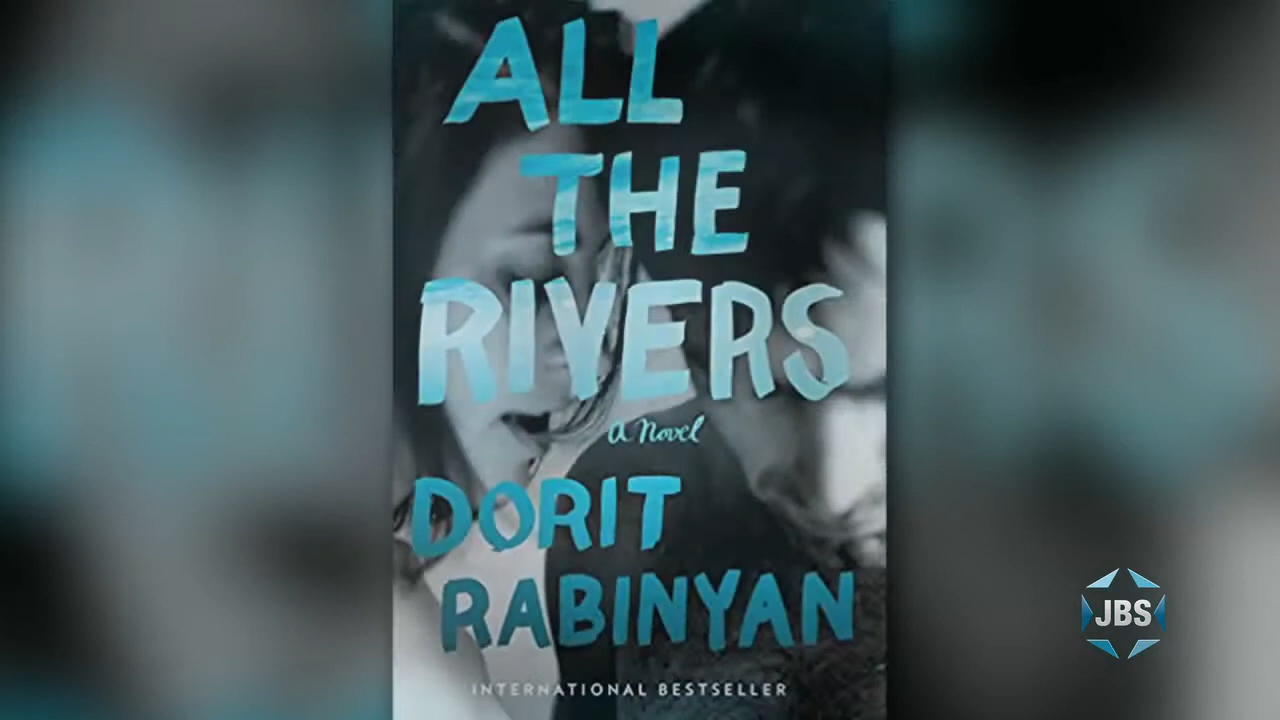 ALL
THE
RIVERS
a Novel
DORIT
RABINYAN
INTERNATIONAL BESTSELLER
JBS